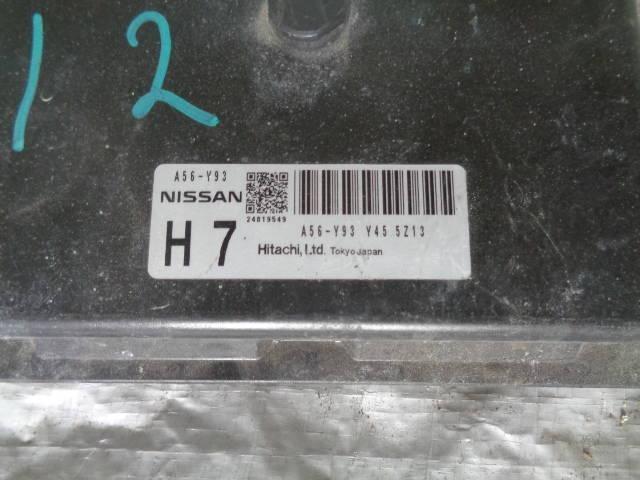 12
A56-Y93
NISSAN
24819549
H7
A56-Y93 Y45 5Z13
Hitachi, Ltd. Tokyo Japan